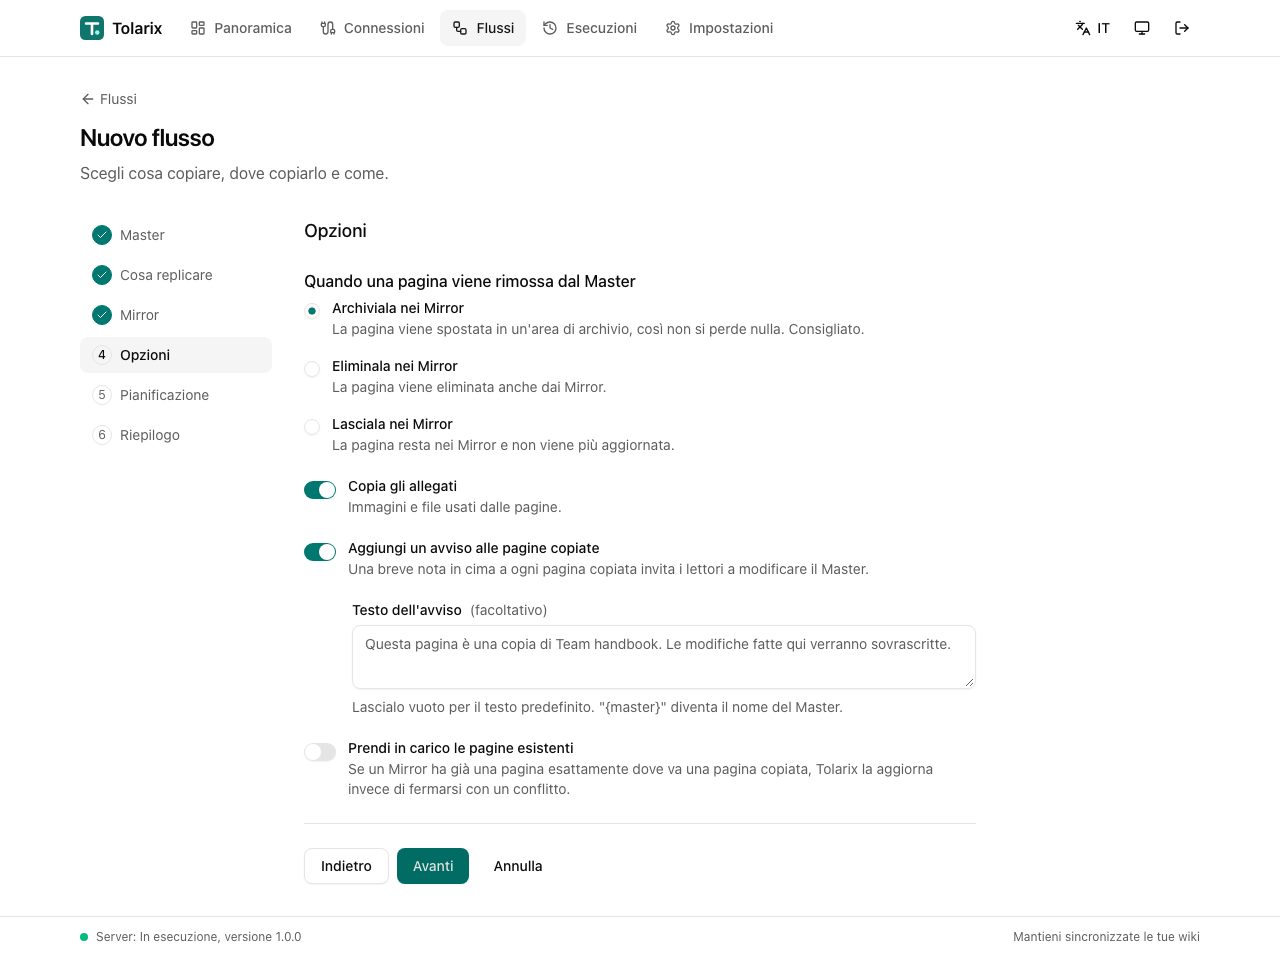 Tolarix
Panoramica
Connessioni
Flussi
Esecuzioni
Impostazioni
IT
Flussi
Nuovo flusso
Scegli cosa copiare, dove copiarlo e come.
Master
Cosa replicare
Mirror
4 Opzioni
5 Pianificazione
6 Riepilogo
Opzioni
Quando una pagina viene rimossa dal Master
Archiviala nei Mirror
La pagina viene spostata in un'area di archivio, così non si perde nulla. Consigliato.
Eliminala nei Mirror
La pagina viene eliminata anche dai Mirror.
Lasciala nei Mirror
La pagina resta nei Mirror e non viene più aggiornata.
Copia gli allegati
Immagini e file usati dalle pagine.
Aggiungi un avviso alle pagine copiate
Una breve nota in cima a ogni pagina copiata invita i lettori a modificare il Master.
Testo dell'avviso (facoltativo)
Questa pagina è una copia di Team handbook. Le modifiche fatte qui verranno sovrascritte.
Lascialo vuoto per il testo predefinito. "{master}" diventa il nome del Master.
Prendi in carico le pagine esistenti
Se un Mirror ha già una pagina esattamente dove va una pagina copiata, Tolarix la aggiorna
invece di fermarsi con un conflitto.
Indietro
Avanti
Annulla
Server: In esecuzione, versione 1.0.0
Mantieni sincronizzate le tue wiki